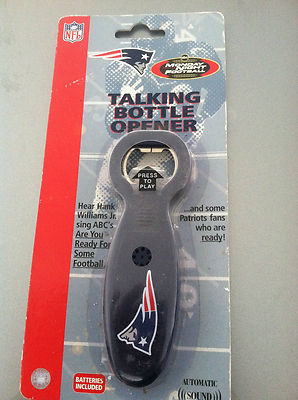 NFL
MONDAY
NIGHT
FOOTBALL
TALKING
BOTTLE
OPENER
PRESS
TO
PLAY
Hear Hank
Williams Jr.
sing ABC's
Are You
Ready For
Some
Football
...and some
Patriots fans
who are
ready!
BATTERIES
INCLUDED
AUTOMATIC
(((SOUND)))